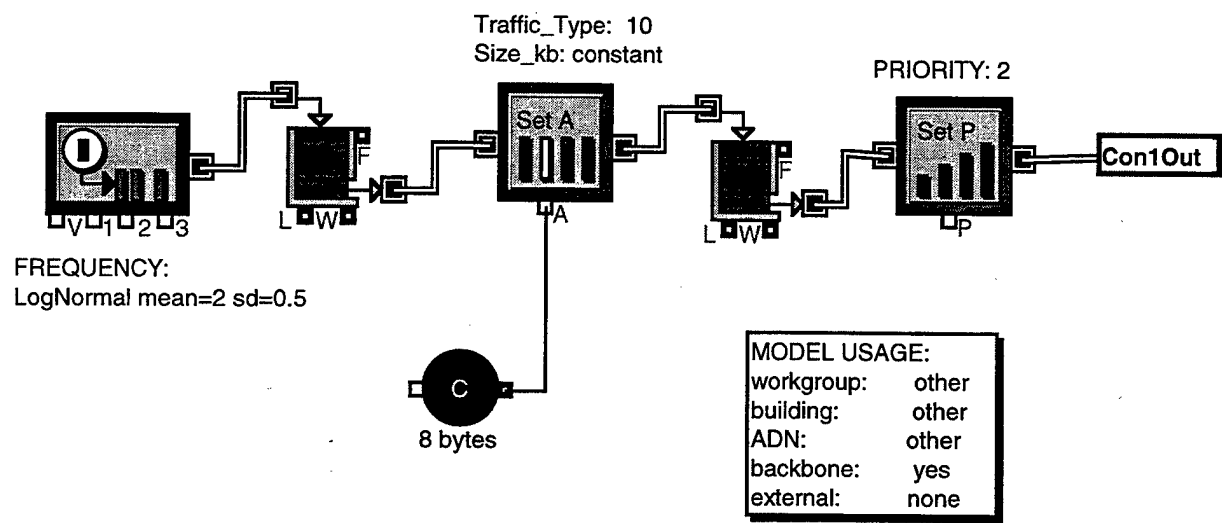 Traffic_Type: 10
Size_kb: constant
PRIORITY: 2
Set A
Set P
Con1Out
F
F
A
L W
L W
P
V 1 2 3
FREQUENCY:
LogNormal mean=2 sd=0.5
C
8 bytes
MODEL USAGE:
workgroup: other
building: other
ADN: other
backbone: yes
external: none